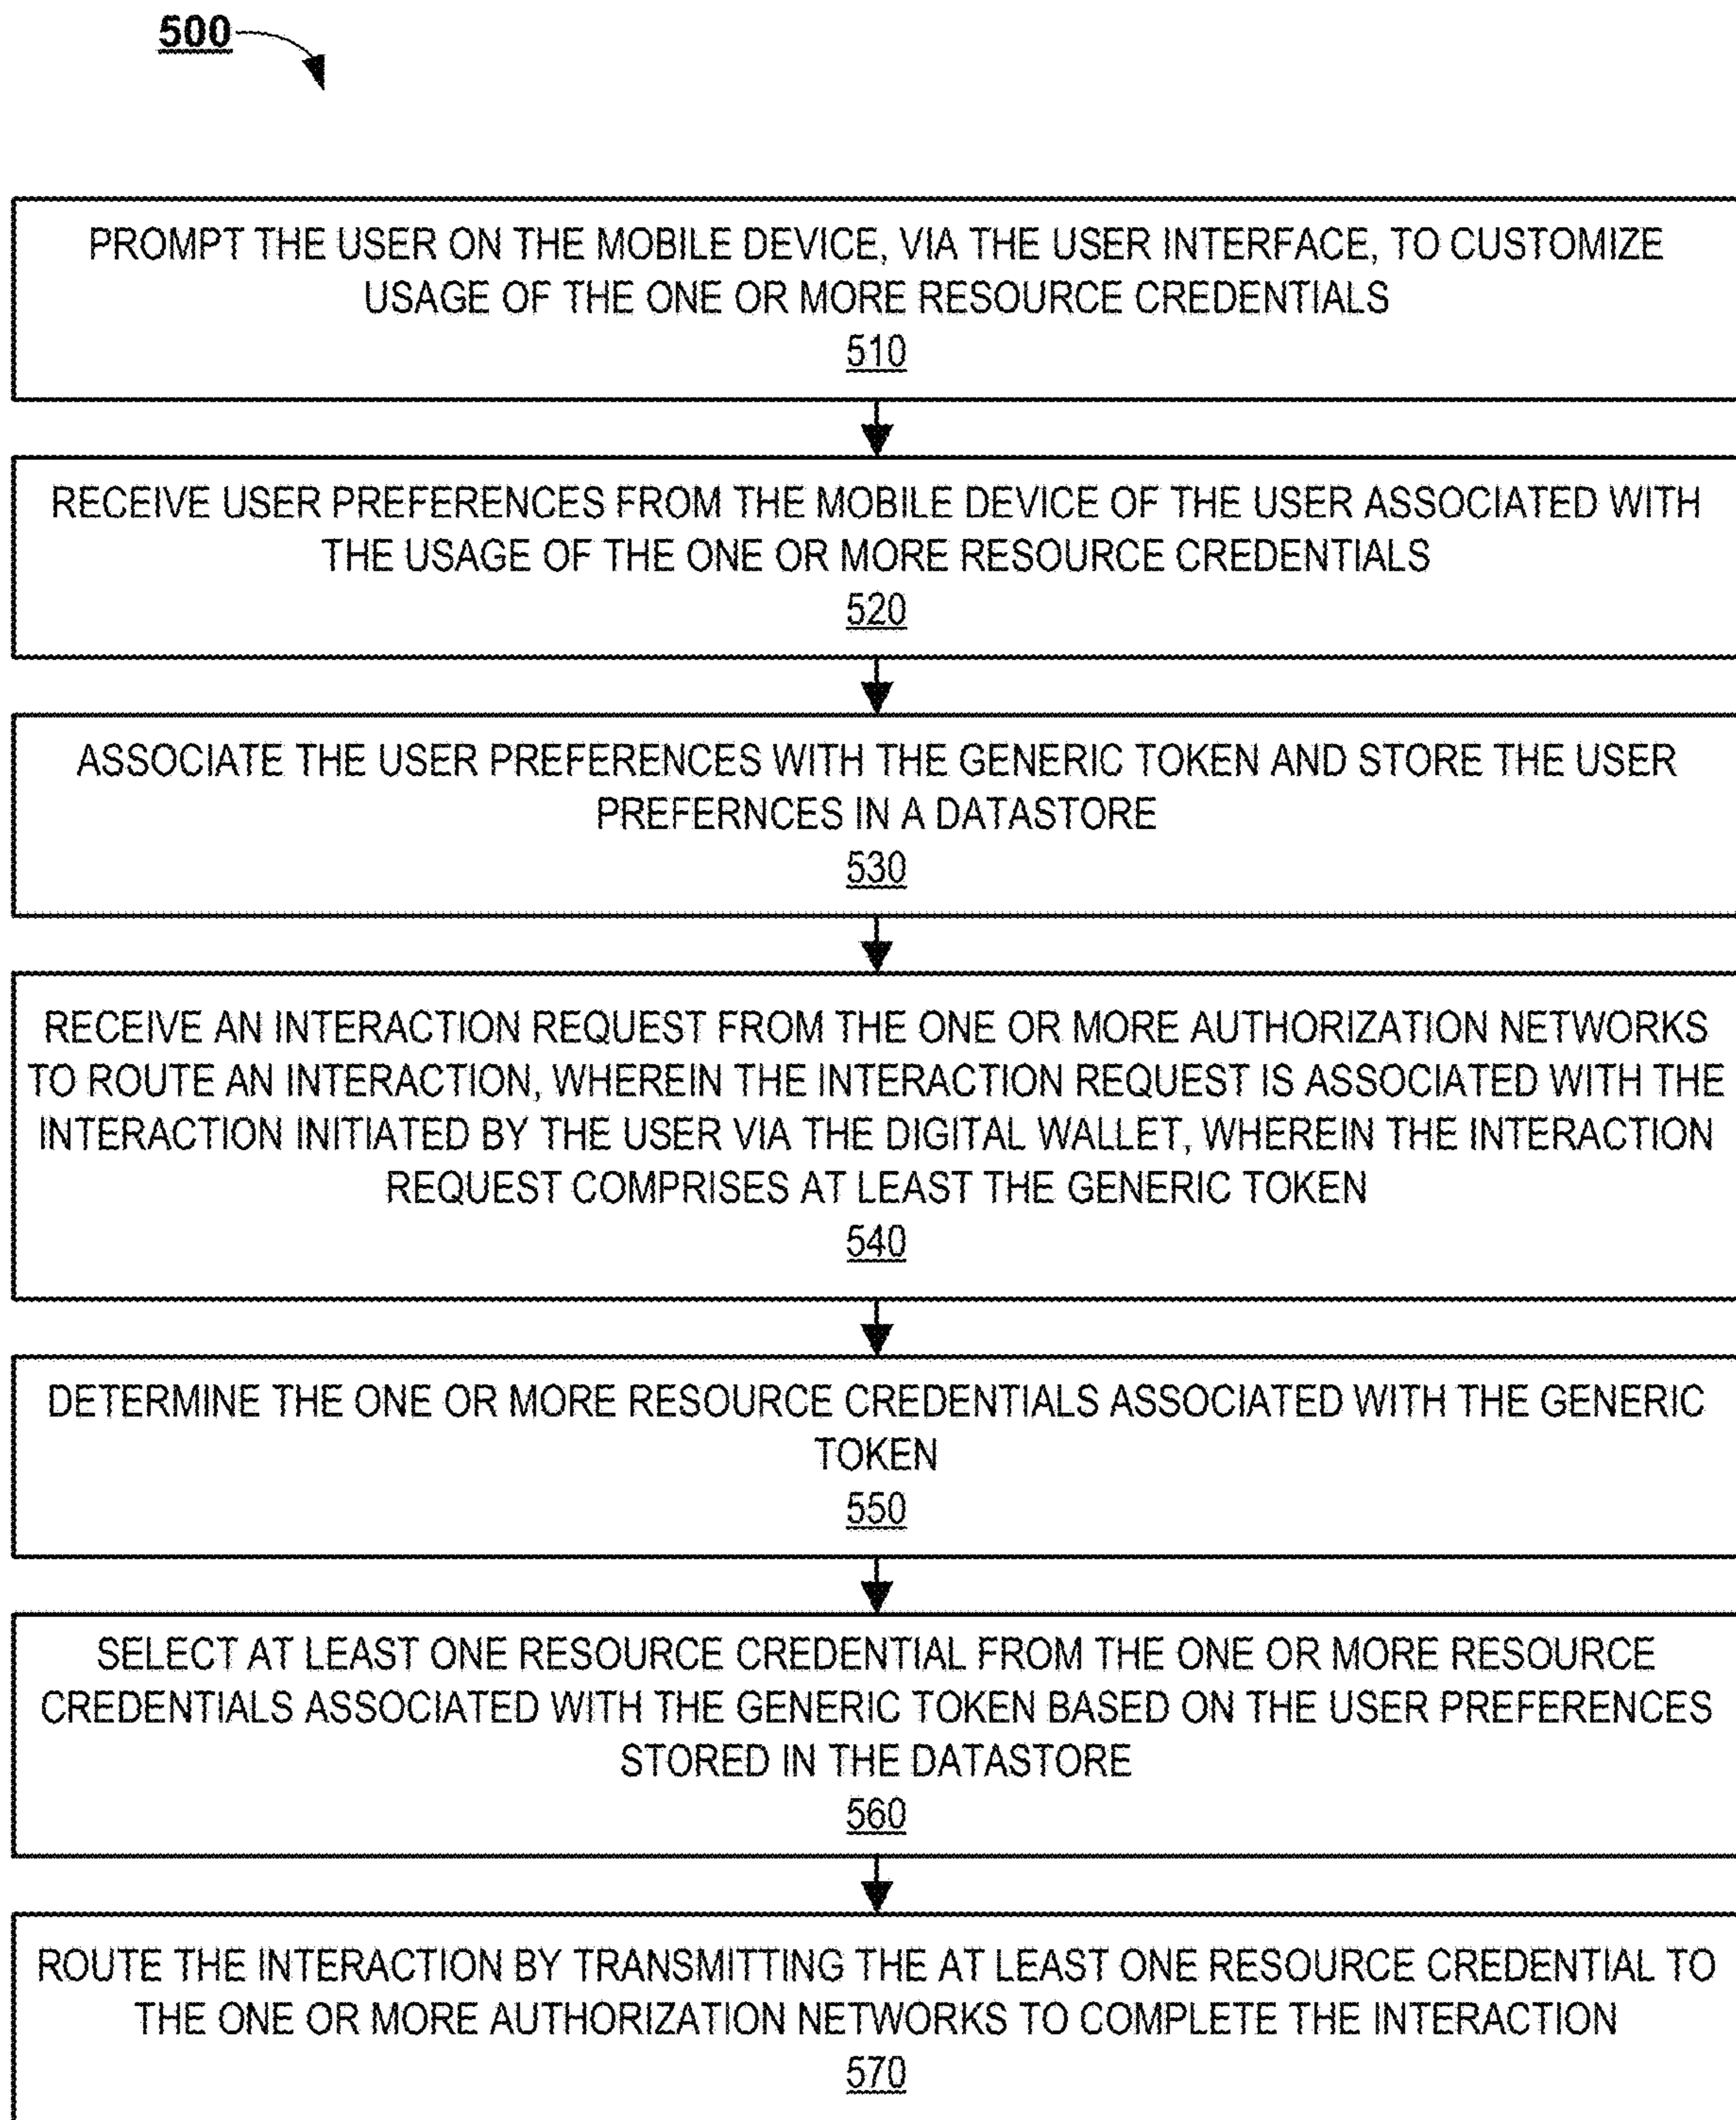 500
PROMPT THE USER ON THE MOBILE DEVICE, VIA THE USER INTERFACE, TO CUSTOMIZE
USAGE OF THE ONE OR MORE RESOURCE CREDENTIALS
510
RECEIVE USER PREFERENCES FROM THE MOBILE DEVICE OF THE USER ASSOCIATED WITH
THE USAGE OF THE ONE OR MORE RESOURCE CREDENTIALS
520
ASSOCIATE THE USER PREFERENCES WITH THE GENERIC TOKEN AND STORE THE USER
PREFERNCES IN A DATASTORE
530
RECEIVE AN INTERACTION REQUEST FROM THE ONE OR MORE AUTHORIZATION NETWORKS
TO ROUTE AN INTERACTION, WHEREIN THE INTERACTION REQUEST IS ASSOCIATED WITH THE
INTERACTION INITIATED BY THE USER VIA THE DIGITAL WALLET, WHEREIN THE INTERACTION
REQUEST COMPRISES AT LEAST THE GENERIC TOKEN
540
DETERMINE THE ONE OR MORE RESOURCE CREDENTIALS ASSOCIATED WITH THE GENERIC
TOKEN
550
SELECT AT LEAST ONE RESOURCE CREDENTIAL FROM THE ONE OR MORE RESOURCE
CREDENTIALS ASSOCIATED WITH THE GENERIC TOKEN BASED ON THE USER PREFERENCES
STORED IN THE DATASTORE
560
ROUTE THE INTERACTION BY TRANSMITTING THE AT LEAST ONE RESOURCE CREDENTIAL TO
THE ONE OR MORE AUTHORIZATION NETWORKS TO COMPLETE THE INTERACTION
570